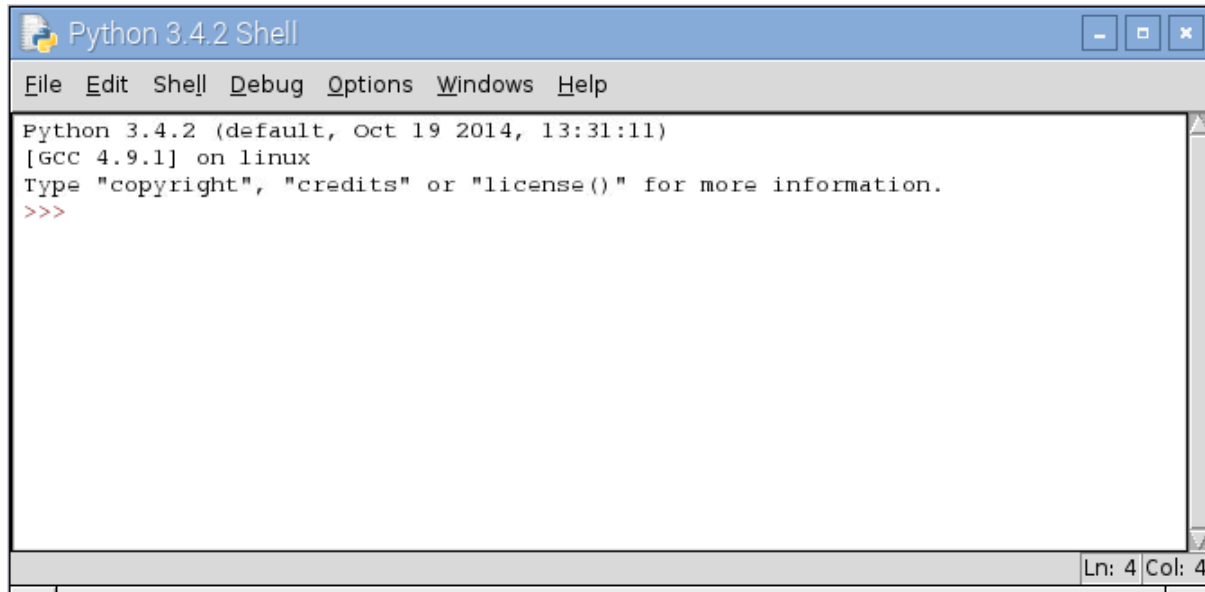 Python 3.4.2 Shell
File Edit Shell Debug Options Windows Help
Python 3.4.2 (default, Oct 19 2014, 13:31:11)
[GCC 4.9.1] on linux
Type "copyright", "credits" or "license()" for more information.
>>>
Ln: 4 Col: 4